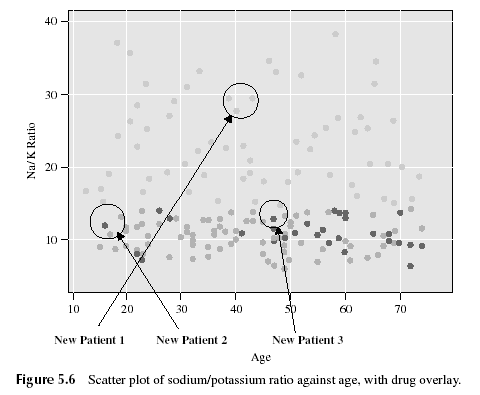 40
30
20
10
Na/K Ratio
10 20 30 40 50 60 70
New Patient 1 New Patient 2 New Patient 3
Age
Figure 5.6 Scatter plot of sodium/potassium ratio against age, with drug overlay.